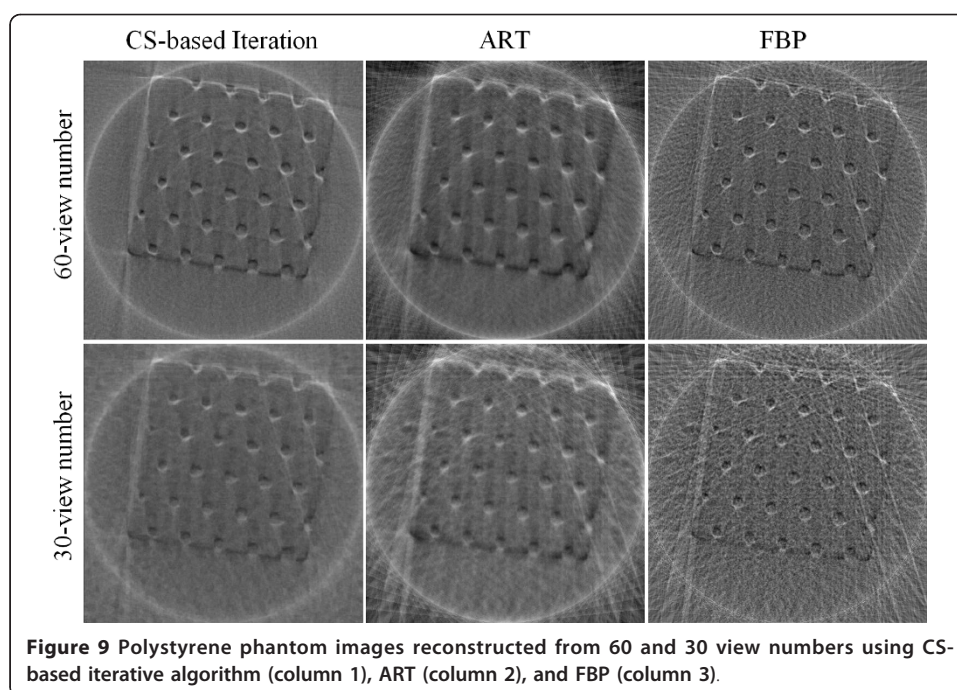 CS-based Iteration
ART
FBP
60-view number
30-view number
Figure 9 Polystyrene phantom images reconstructed from 60 and 30 view numbers using CS-
based iterative algorithm (column 1), ART (column 2), and FBP (column 3).